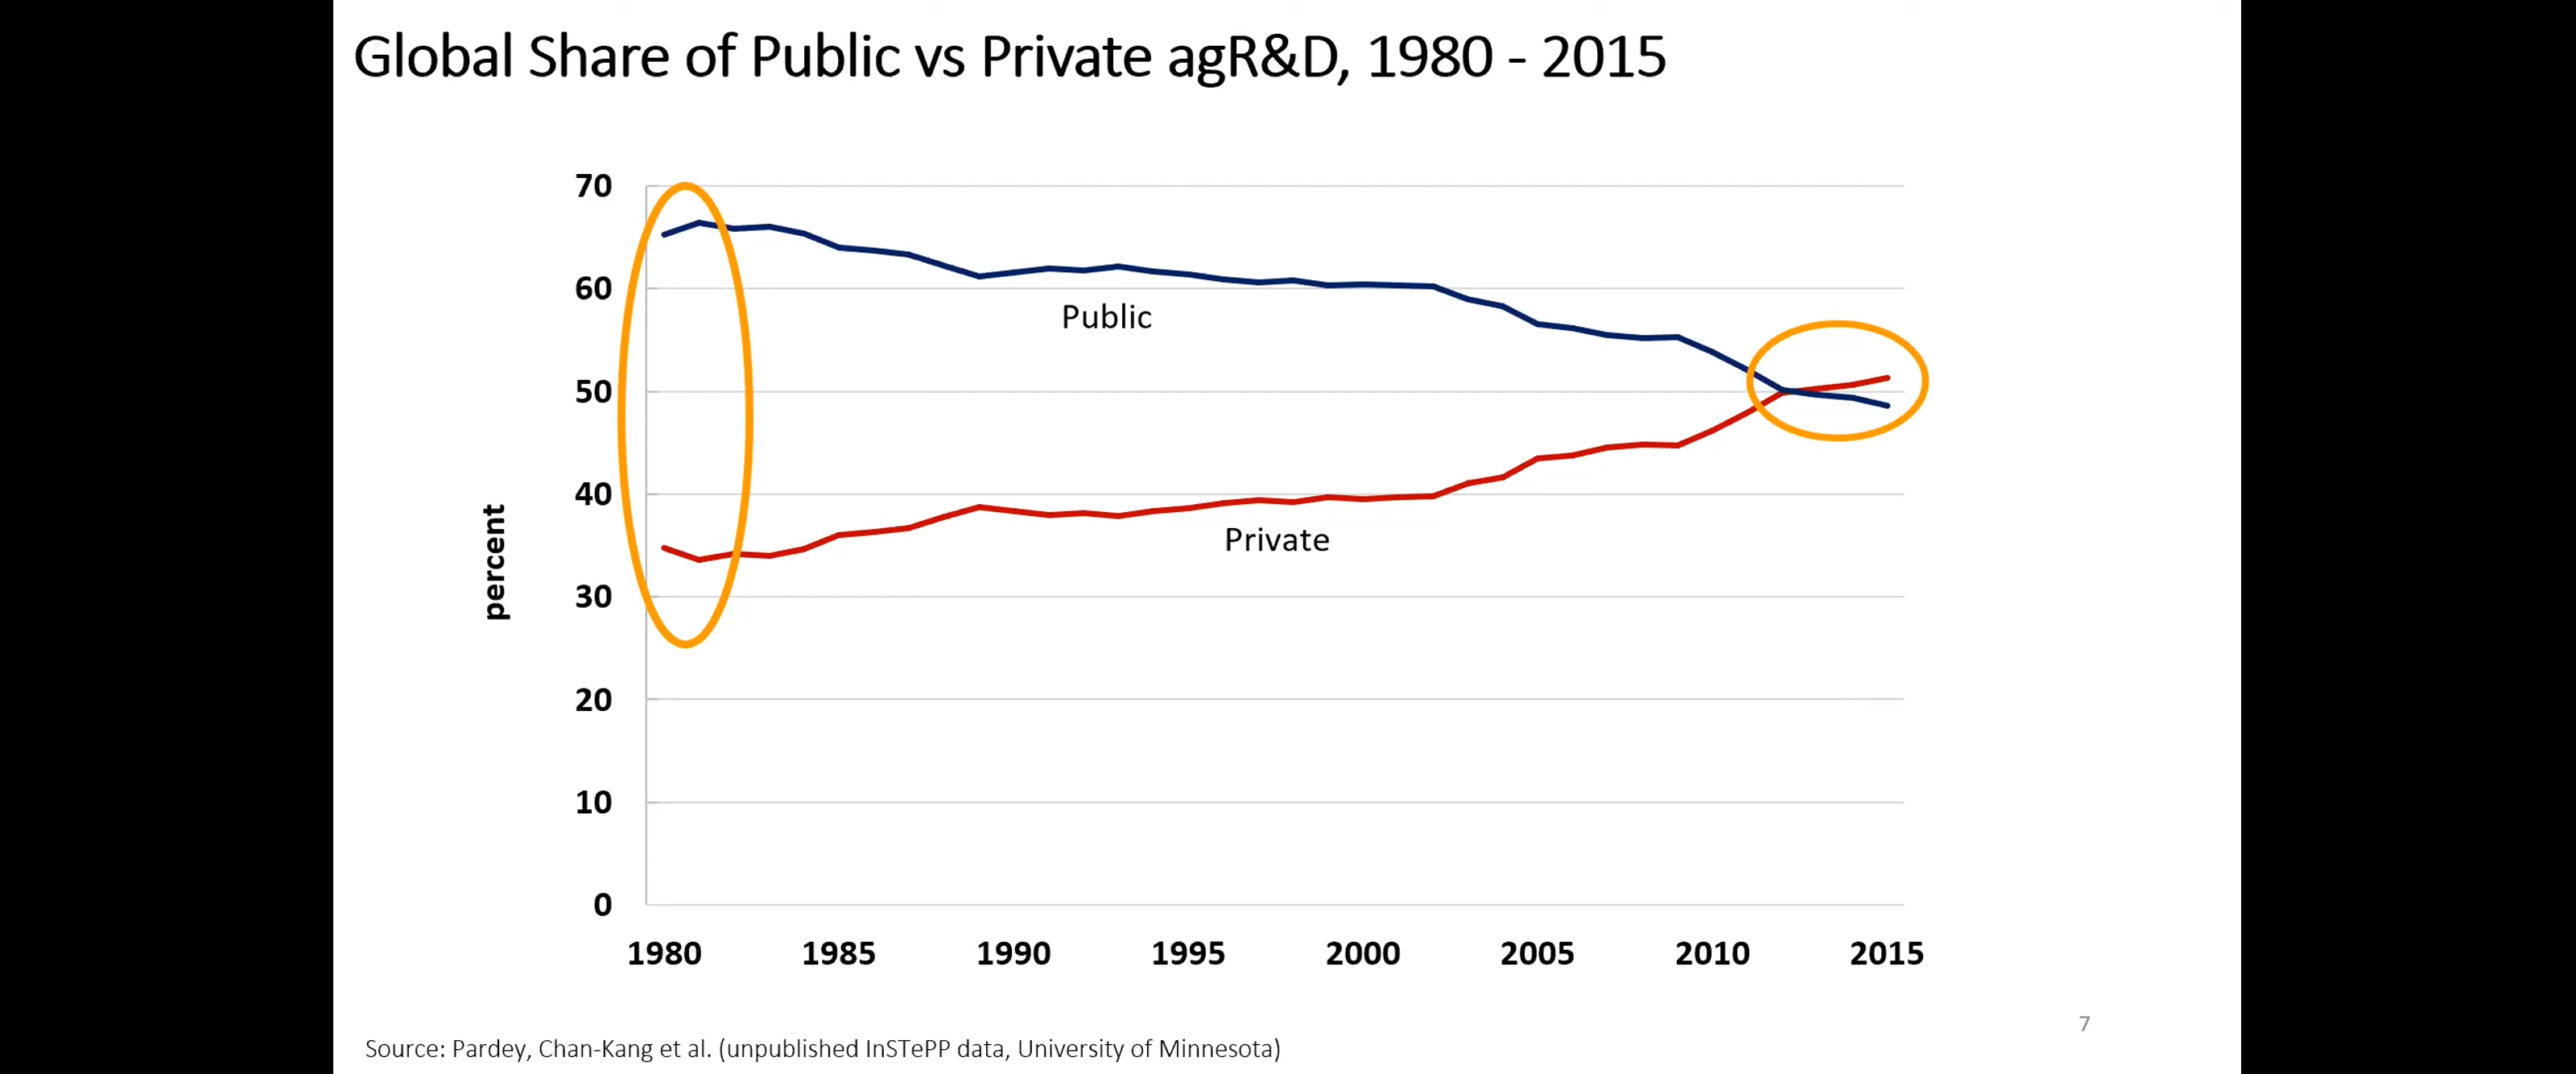 Global Share of Public vs Private agR&D, 1980 - 2015
70
60
50
40
30
20
10
0
percent
Public
Private
1980 1985 1990 1995 2000 2005 2010 2015
7
Source: Pardey, Chan-Kang et al. (unpublished InSTePP data, University of Minnesota)